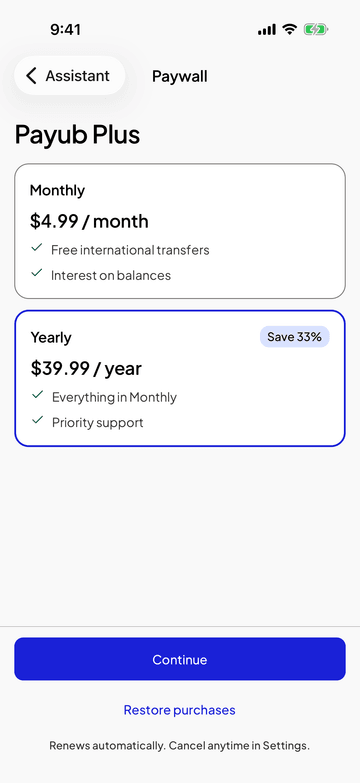 9:41
Assistant
Paywall
Payub Plus
Monthly
$4.99 / month
Free international transfers
Interest on balances
Yearly
Save 33%
$39.99 / year
Everything in Monthly
Priority support
Continue
Restore purchases
Renews automatically. Cancel anytime in Settings.